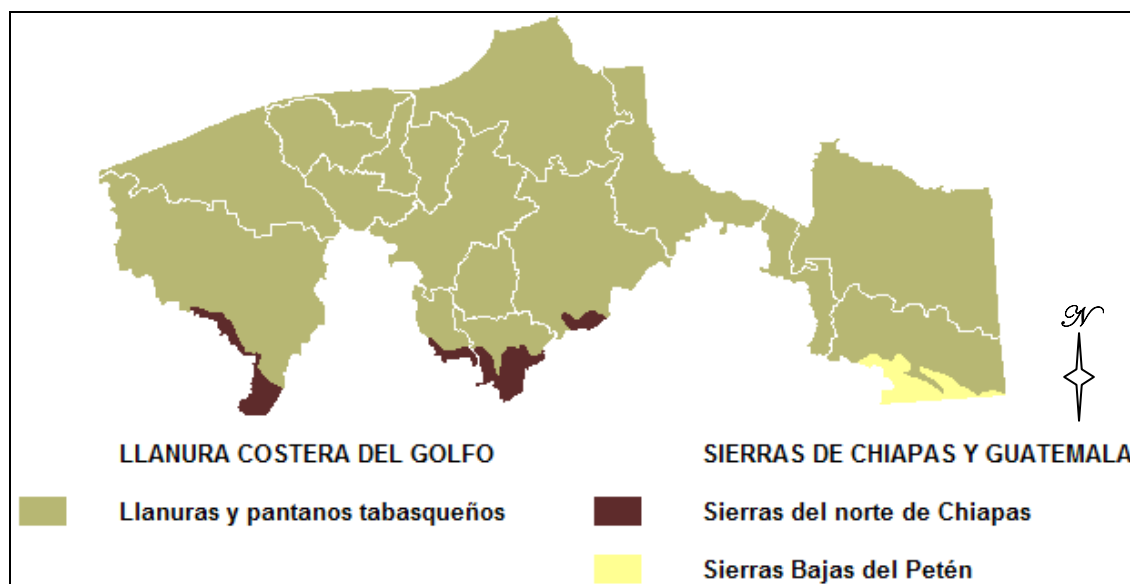 N
LLANURA COSTERA DEL GOLFO
Llanuras y pantanos tabasqueños
SIERRAS DE CHIAPAS Y GUATEMALA
Sierras del norte de Chiapas
Sierras Bajas del Petén